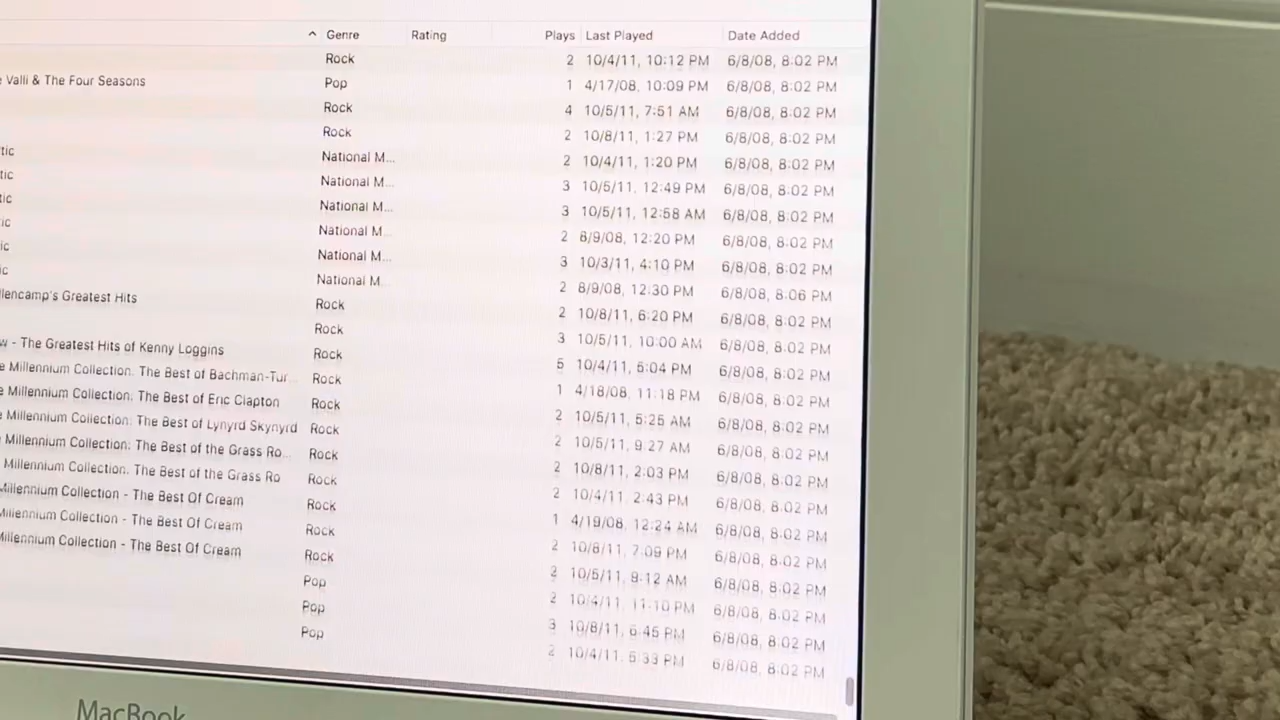 Genre Rating Plays Last Played Date Added
Rock 2 10/4/11, 10:12 PM 6/8/08, 8:02 PM
Valli & The Four Seasons Pop 1 4/17/08, 10:09 PM 6/8/08, 8:02 PM
Rock 4 10/5/11, 7:51 AM 6/8/08, 8:02 PM
Rock 2 10/8/11, 1:27 PM 6/8/08, 8:02 PM
tic National M... 2 10/4/11, 1:20 PM 6/8/08, 8:02 PM
tic National M... 3 10/5/11, 12:49 PM 6/8/08, 8:02 PM
tic National M... 3 10/5/11, 12:58 AM 6/8/08, 8:02 PM
ic National M... 2 8/9/08, 12:20 PM 6/8/08, 8:02 PM
ic National M... 3 10/3/11, 4:10 PM 6/8/08, 8:02 PM
ic National M... 2 8/9/08, 12:30 PM 6/8/08, 8:06 PM
llencamp's Greatest Hits Rock 2 10/8/11, 6:20 PM 6/8/08, 8:02 PM
Rock 3 10/5/11, 10:00 AM 6/8/08, 8:02 PM
w - The Greatest Hits of Kenny Loggins Rock 5 10/4/11, 5:04 PM 6/8/08, 8:02 PM
e Millennium Collection: The Best of Bachman-Tur... Rock 1 4/18/08, 11:18 PM 6/8/08, 8:02 PM
e Millennium Collection: The Best of Eric Clapton Rock 2 10/5/11, 5:25 AM 6/8/08, 8:02 PM
e Millennium Collection: The Best of Lynyrd Skynyrd Rock 2 10/5/11, 9:27 AM 6/8/08, 8:02 PM
e Millennium Collection: The Best of the Grass Ro... Rock 2 10/8/11, 2:03 PM 6/8/08, 8:02 PM
Millennium Collection: The Best of the Grass Ro Rock 2 10/4/11, 2:43 PM 6/8/08, 8:02 PM
Millennium Collection - The Best Of Cream Rock 1 4/19/08, 12:24 AM 6/8/08, 8:02 PM
Millennium Collection - The Best Of Cream Rock 2 10/8/11, 7:09 PM 6/8/08, 8:02 PM
Millennium Collection - The Best Of Cream Rock 2 10/5/11, 9:12 AM 6/8/08, 8:02 PM
Pop 2 10/4/11, 11:10 PM 6/8/08, 8:02 PM
Pop 3 10/8/11, 6:45 PM 6/8/08, 8:02 PM
Pop 2 10/4/11, 5:33 PM 6/8/08, 8:02 PM
MacBook